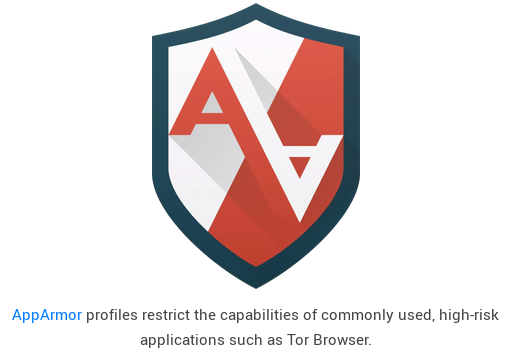 AppArmor profiles restrict the capabilities of commonly used, high-risk
applications such as Tor Browser.